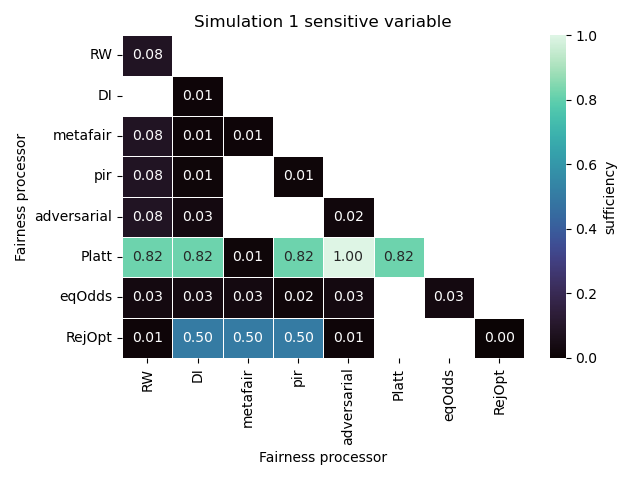 Simulation 1 sensitive variable
Fairness processor
RW 0.08
DI 0.01
metafair 0.08 0.01 0.01
pir 0.08 0.01 0.01
adversarial 0.08 0.03 0.02
Platt 0.82 0.82 0.01 0.82 1.00 0.82
eqOdds 0.03 0.03 0.03 0.02 0.03 0.03
RejOpt 0.01 0.50 0.50 0.50 0.01 0.00
RW DI metafair pir adversarial Platt eqOdds RejOpt
Fairness processor
1.0
0.8
0.6
0.4
0.2
0.0
sufficiency